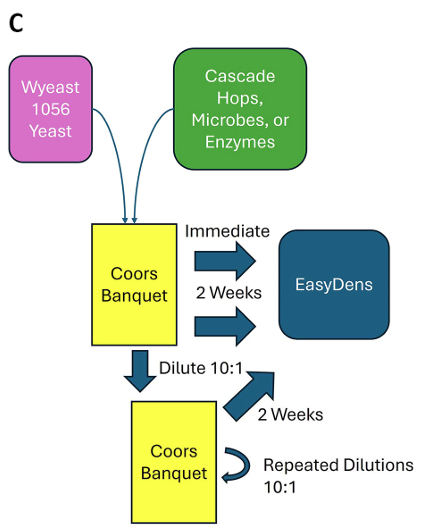 C
Wyeast
1056
Yeast
Cascade
Hops,
Microbes, or
Enzymes
Immediate
Coors
Banquet
2 Weeks
EasyDens
Dilute 10:1
2 Weeks
Coors
Banquet
Repeated Dilutions
10:1